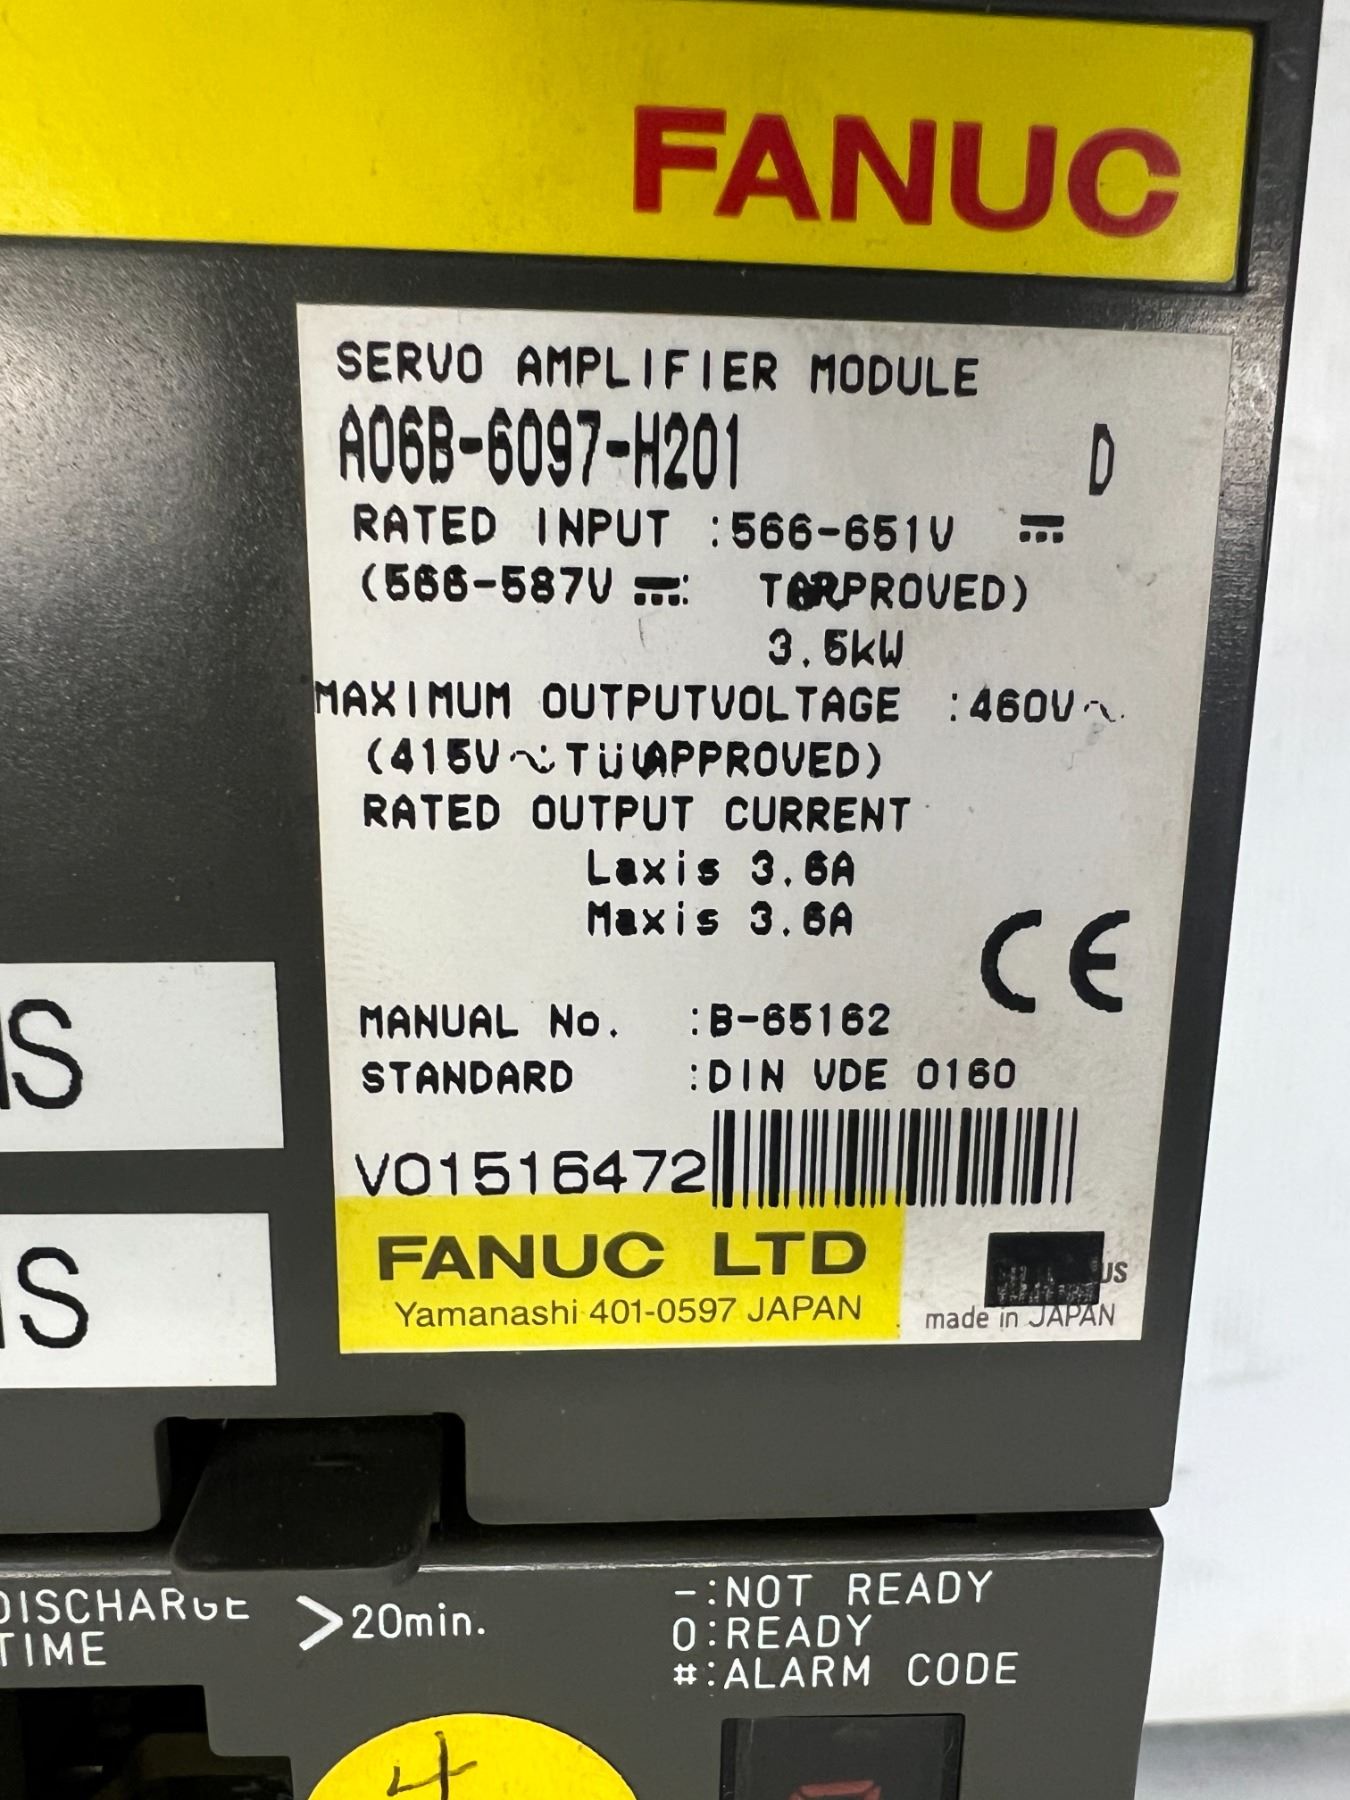 FANUC
SERVO AMPLIFIER MODULE
A06B-6097-H201 D
RATED INPUT :566-651V
(566-587V
3.5kW
MAXIMUM OUTPUTVOLTAGE :460V~
(415V~ TüVAPPROVED)
RATED OUTPUT CURRENT
Laxis 3.6A
Maxis 3.6A
CE
MANUAL No. :B-65162
STANDARD :DIN VDE 0160
V01516472
FANUC LTD
Yamanashi 401-0597 JAPAN
made in JAPAN
DISCHARGE
TIME
>20min.
-:NOT READY
0:READY
#:ALARM CODE
4